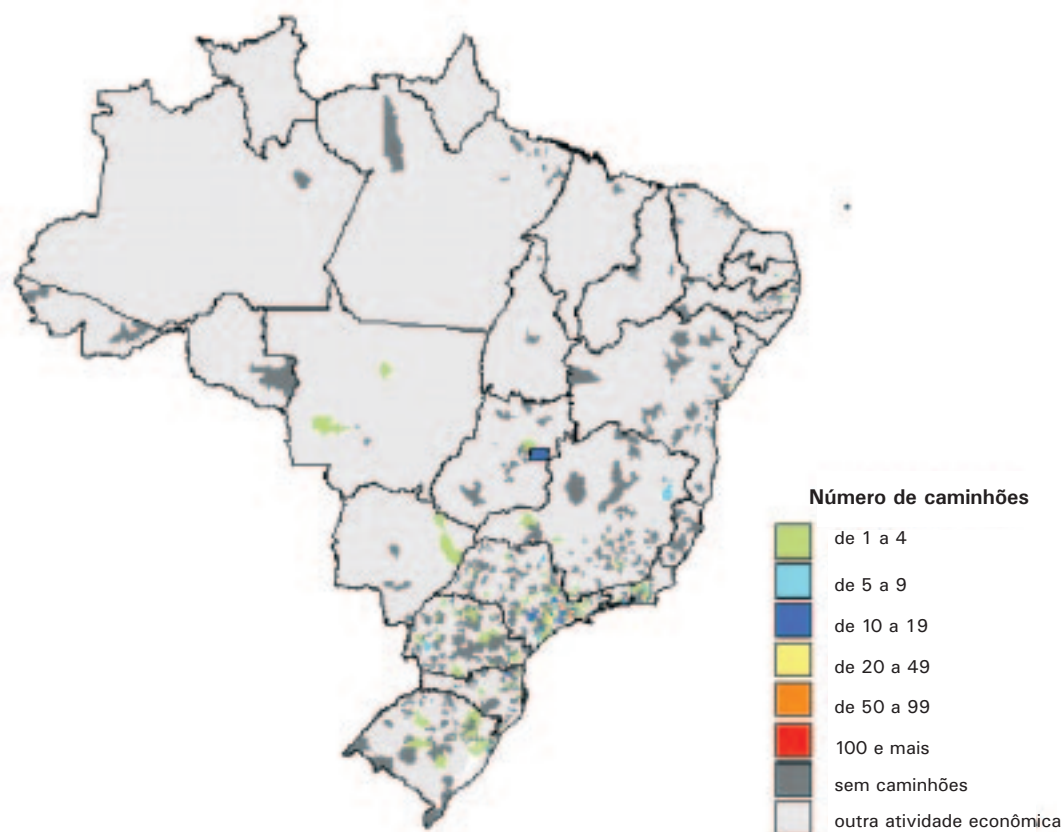 Número de caminhões
de 1 a 4
de 5 a 9
de 10 a 19
de 20 a 49
de 50 a 99
100 e mais
sem caminhões
outra atividade econômica